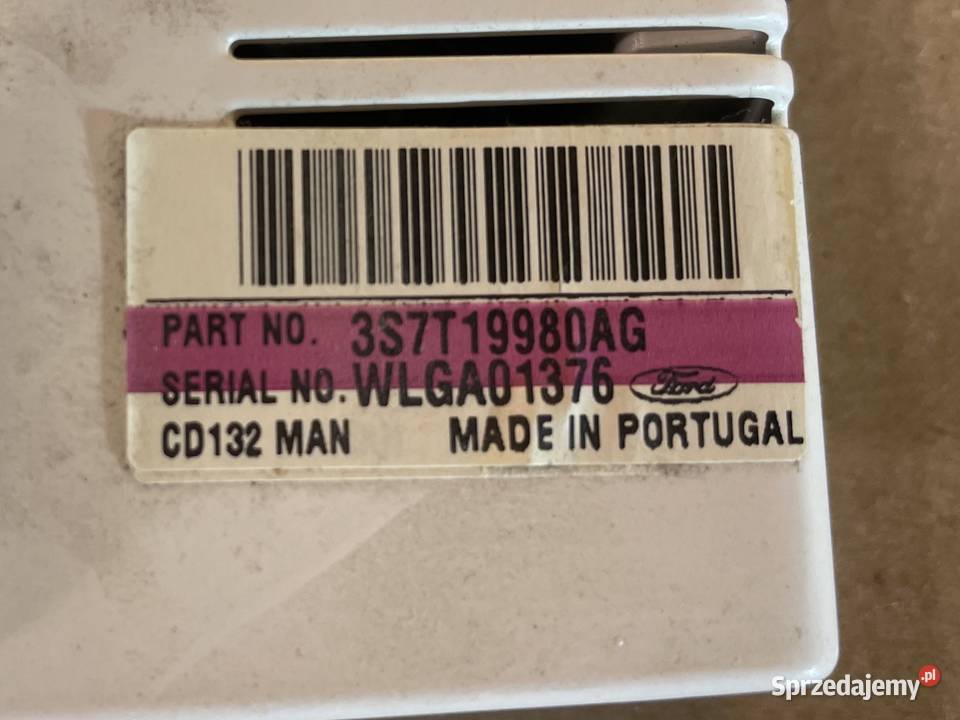 PART NO. 3S7T19980AG
SERIAL NO. WLGA01376 Ford
CD132 MAN MADE IN PORTUGAL
Sprzedajemy.pl